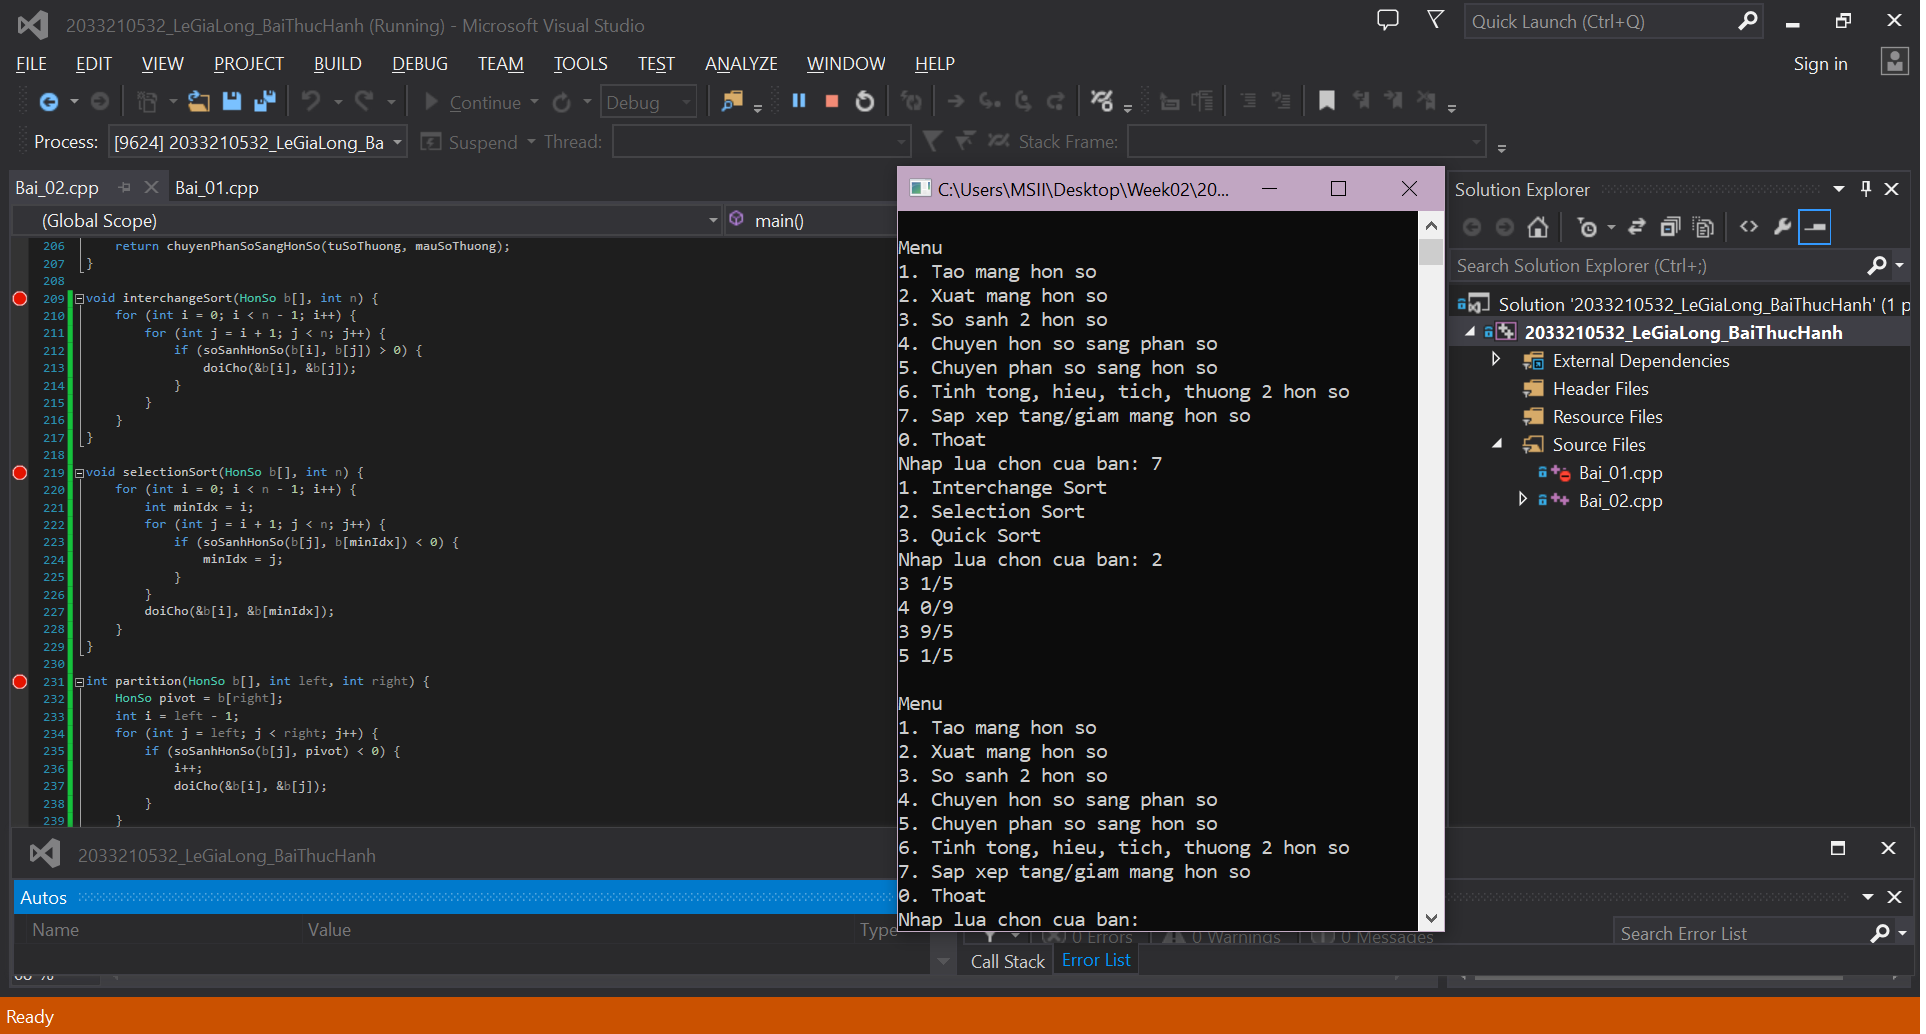 2033210532_LeGiaLong_BaiThucHanh (Running) - Microsoft Visual Studio
Quick Launch (Ctrl+Q)
FILE EDIT VIEW PROJECT BUILD DEBUG TEAM TOOLS TEST ANALYZE WINDOW HELP
Sign in
Continue Debug
Process: [9624] 2033210532_LeGiaLong_Ba Suspend Thread: Stack Frame:
Bai_02.cpp Bai_01.cpp
(Global Scope) main()
206 return chuyenPhanSoSangHonSo(tuSoThuong, mauSoThuong);
207 }
208
209 void interchangeSort(HonSo b[], int n) {
210 for (int i = 0; i < n - 1; i++) {
211 for (int j = i + 1; j < n; j++) {
212 if (soSanhHonSo(b[i], b[j]) > 0) {
213 doiCho(&b[i], &b[j]);
214 }
215 }
216 }
217 }
218
219 void selectionSort(HonSo b[], int n) {
220 for (int i = 0; i < n - 1; i++) {
221 int minIdx = i;
222 for (int j = i + 1; j < n; j++) {
223 if (soSanhHonSo(b[j], b[minIdx]) < 0) {
224 minIdx = j;
225 }
226 }
227 doiCho(&b[i], &b[minIdx]);
228 }
229 }
230
231 int partition(HonSo b[], int left, int right) {
232 HonSo pivot = b[right];
233 int i = left - 1;
234 for (int j = left; j < right; j++) {
235 if (soSanhHonSo(b[j], pivot) < 0) {
236 i++;
237 doiCho(&b[i], &b[j]);
238 }
239 }
C:\Users\MSII\Desktop\Week02\20...
Menu
1. Tao mang hon so
2. Xuat mang hon so
3. So sanh 2 hon so
4. Chuyen hon so sang phan so
5. Chuyen phan so sang hon so
6. Tinh tong, hieu, tich, thuong 2 hon so
7. Sap xep tang/giam mang hon so
0. Thoat
Nhap lua chon cua ban: 7
1. Interchange Sort
2. Selection Sort
3. Quick Sort
Nhap lua chon cua ban: 2
3 1/5
4 0/9
3 9/5
5 1/5
Menu
1. Tao mang hon so
2. Xuat mang hon so
3. So sanh 2 hon so
4. Chuyen hon so sang phan so
5. Chuyen phan so sang hon so
6. Tinh tong, hieu, tich, thuong 2 hon so
7. Sap xep tang/giam mang hon so
0. Thoat
Nhap lua chon cua ban:
Solution Explorer
Search Solution Explorer (Ctrl+;)
Solution '2033210532_LeGiaLong_BaiThucHanh' (1 p
2033210532_LeGiaLong_BaiThucHanh
External Dependencies
Header Files
Resource Files
Source Files
Bai_01.cpp
Bai_02.cpp
2033210532_LeGiaLong_BaiThucHanh
Autos
Name Value Type
0 Errors 0 Warnings 0 Messages
Search Error List
Call Stack Error List
Ready